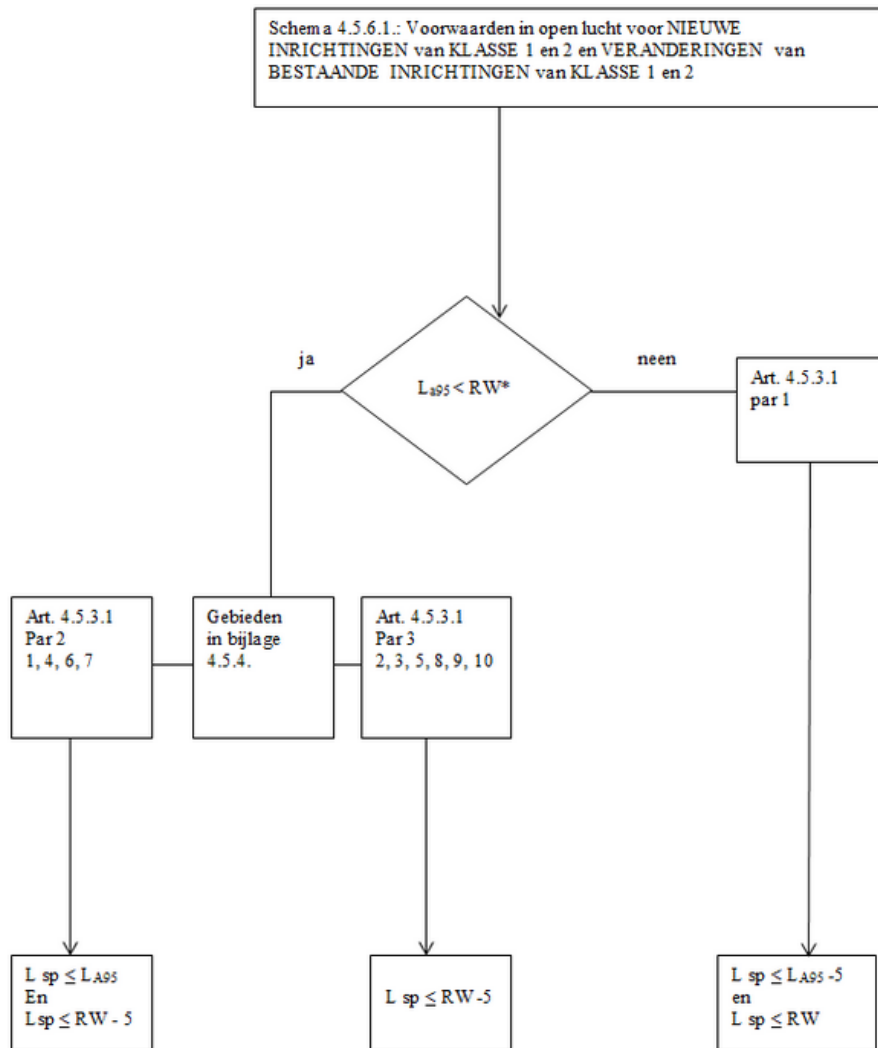 Schema 4.5.6.1.: Voorwaarden in open lucht voor NIEUWE
INRICHTINGEN van KLASSE 1 en 2 en VERANDERINGEN van
BESTAANDE INRICHTINGEN van KLASSE 1 en 2
ja
neen
La95 < RW*
Art. 4.5.3.1
par 1
Art. 4.5.3.1
Par 2
1, 4, 6, 7
Gebieden
in bijlage
4.5.4.
Art. 4.5.3.1
Par 3
2, 3, 5, 8, 9, 10
L sp ≤ LA95
En
Lsp ≤ RW - 5
L sp ≤ RW -5
L sp ≤ LA95 -5
en
L sp ≤ RW